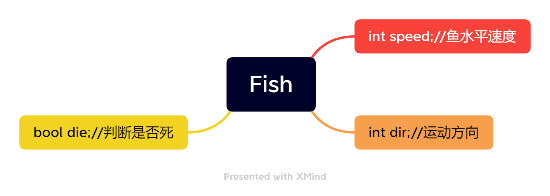 int speed;//鱼水平速度
Fish
bool die;//判断是否死
int dir;//运动方向
Presented with XMind